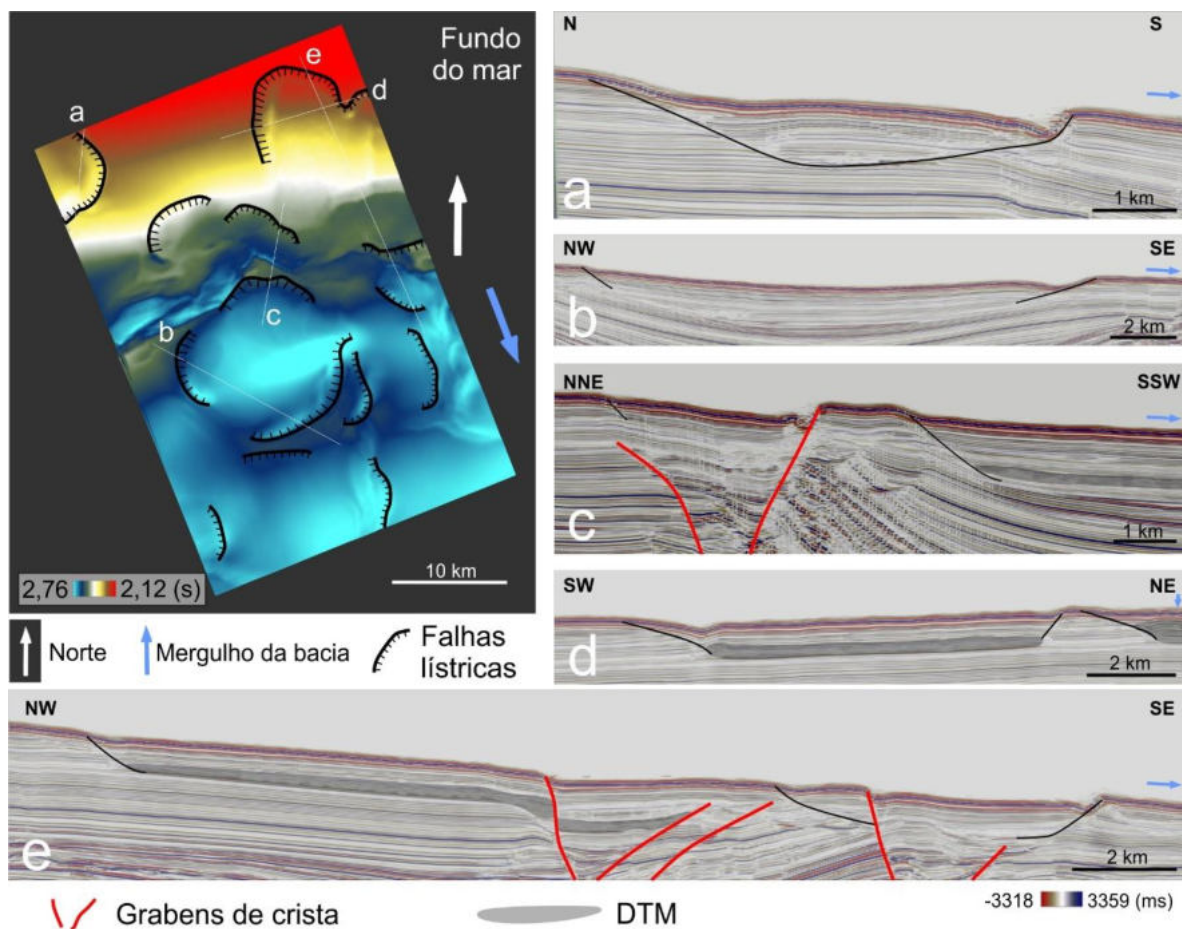 Fundo
do mar
e
d
a
b
c
2,76 2,12 (s)
10 km
Norte
Mergulho da bacia
Falhas
lístricas
N S
a
1 km
NW SE
b
2 km
NNE SSW
c
1 km
SW NE
d
2 km
NW SE
e
2 km
Grabens de crista
DTM
-3318 3359 (ms)